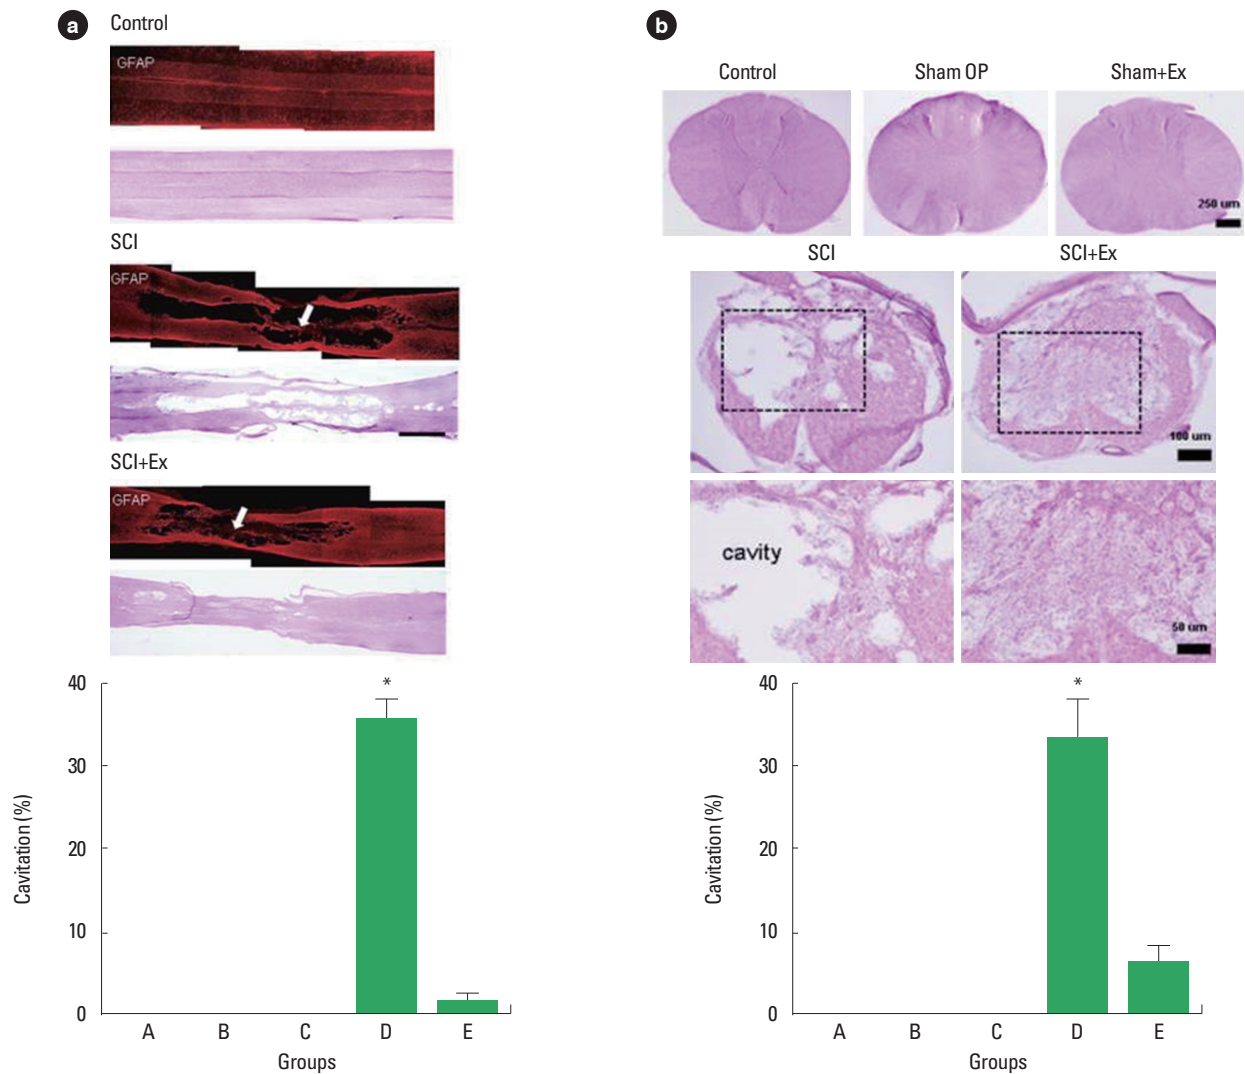 a
Control
GFAP
SCI
GFAP
SCI+Ex
GFAP
40
30
20
10
0
Cavitation (%)
*
A B C D E
Groups
b
Control Sham OP Sham+Ex
250 um
SCI SCI+Ex
100 um
cavity
50 um
40
30
20
10
0
Cavitation (%)
*
A B C D E
Groups